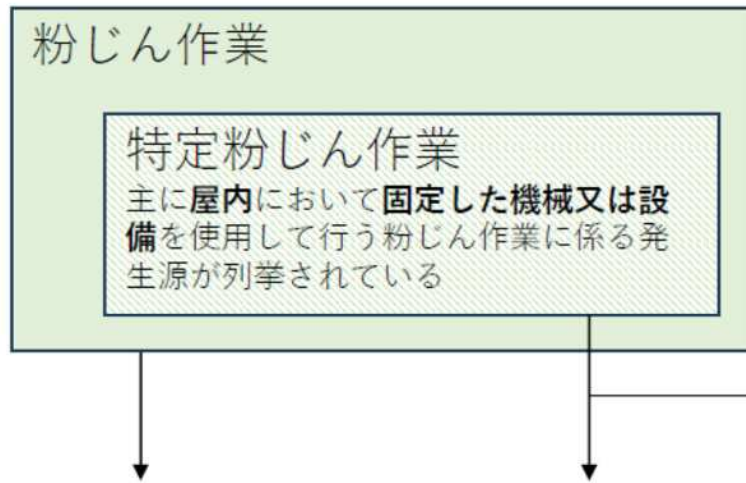 粉じん作業
特定粉じん作業
主に屋内において固定した機械又は設
備を使用して行う粉じん作業に係る発
生源が列挙されている